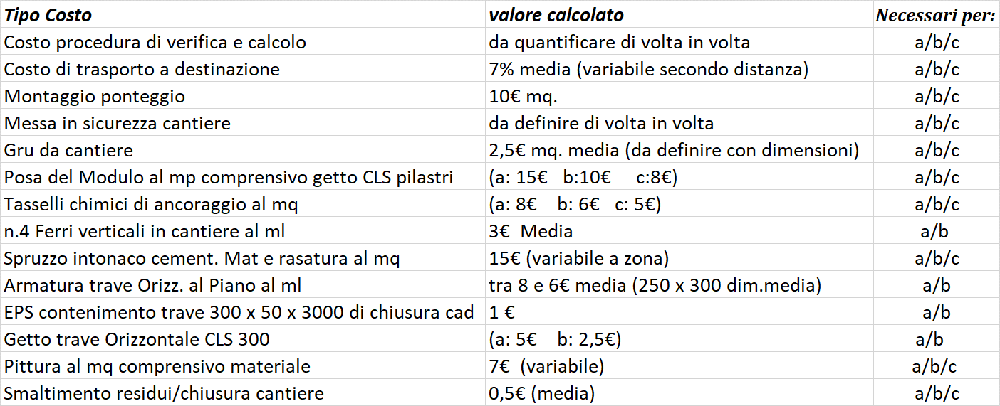 Tipo Costo valore calcolato Necessari per:
Costo procedura di verifica e calcolo da quantificare di volta in volta a/b/c
Costo di trasporto a destinazione 7% media (variabile secondo distanza) a/b/c
Montaggio ponteggio 10€ mq. a/b/c
Messa in sicurezza cantiere da definire di volta in volta a/b/c
Gru da cantiere 2,5€ mq. media (da definire con dimensioni) a/b/c
Posa del Modulo al mp comprensivo getto CLS pilastri (a: 15€ b:10€ c:8€) a/b/c
Tasselli chimici di ancoraggio al mq (a: 8€ b: 6€ c: 5€) a/b/c
n.4 Ferri verticali in cantiere al ml 3€ Media a/b
Spruzzo intonaco cement. Mat e rasatura al mq 15€ (variabile a zona) a/b/c
Armatura trave Orizz. al Piano al ml tra 8 e 6€ media (250 x 300 dim.media) a/b
EPS contenimento trave 300 x 50 x 3000 di chiusura cad 1 € a/b
Getto trave Orizzontale CLS 300 (a: 5€ b: 2,5€) a/b
Pittura al mq comprensivo materiale 7€ (variabile) a/b/c
Smaltimento residui/chiusura cantiere 0,5€ (media) a/b/c